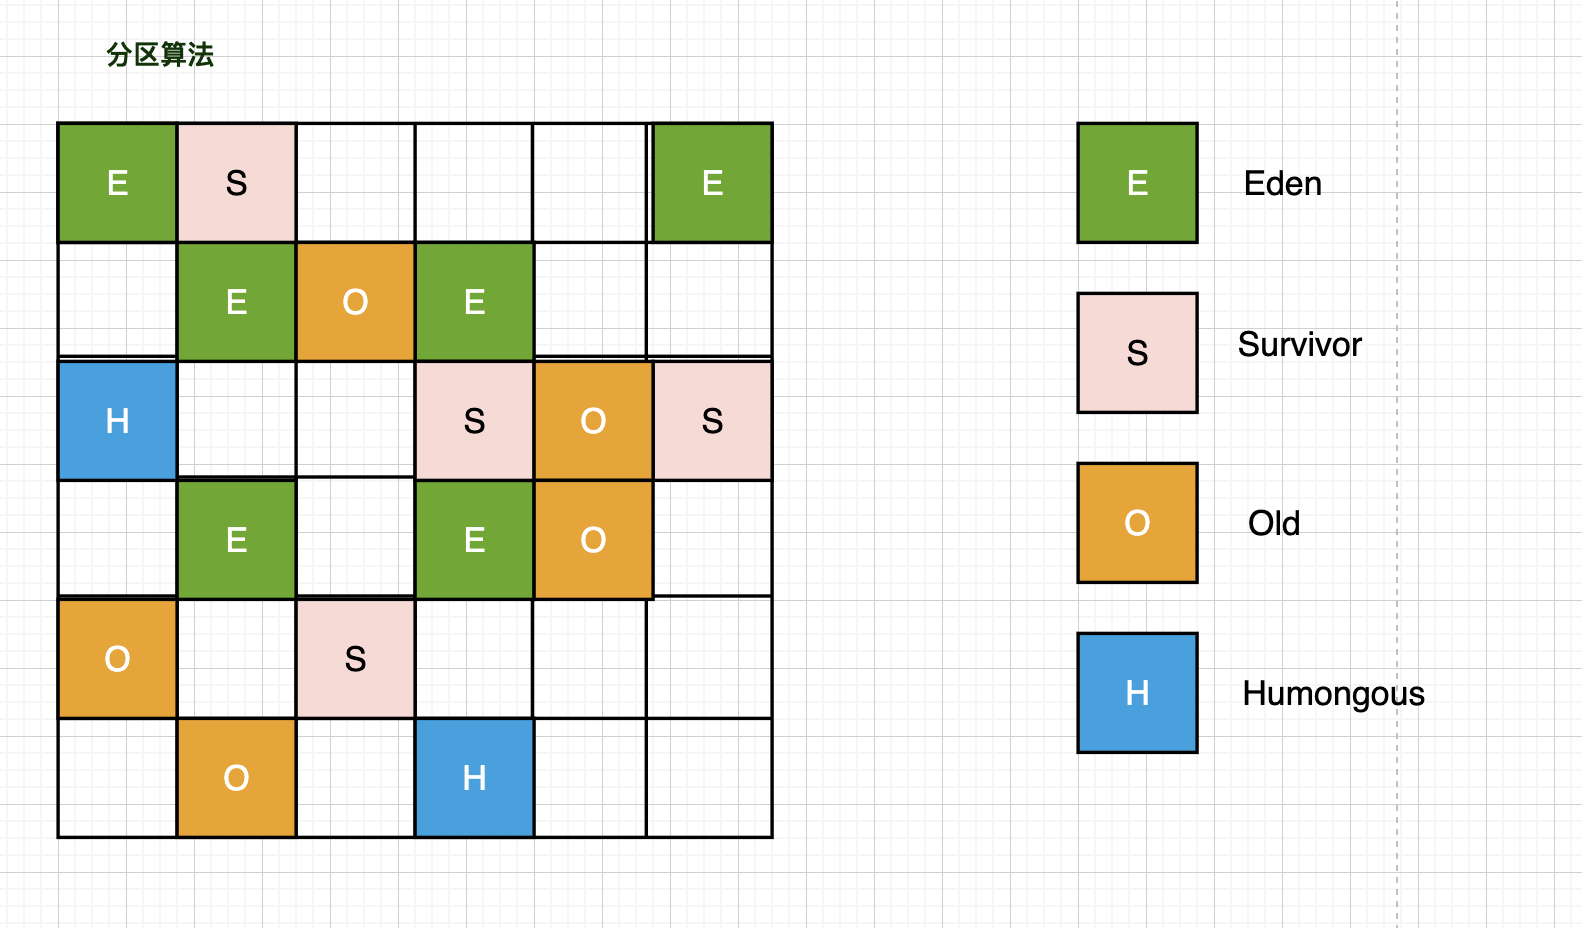 分区算法
E S E
E O E
H S O S
E E O
O S
O H
E Eden
S Survivor
O Old
H Humongous